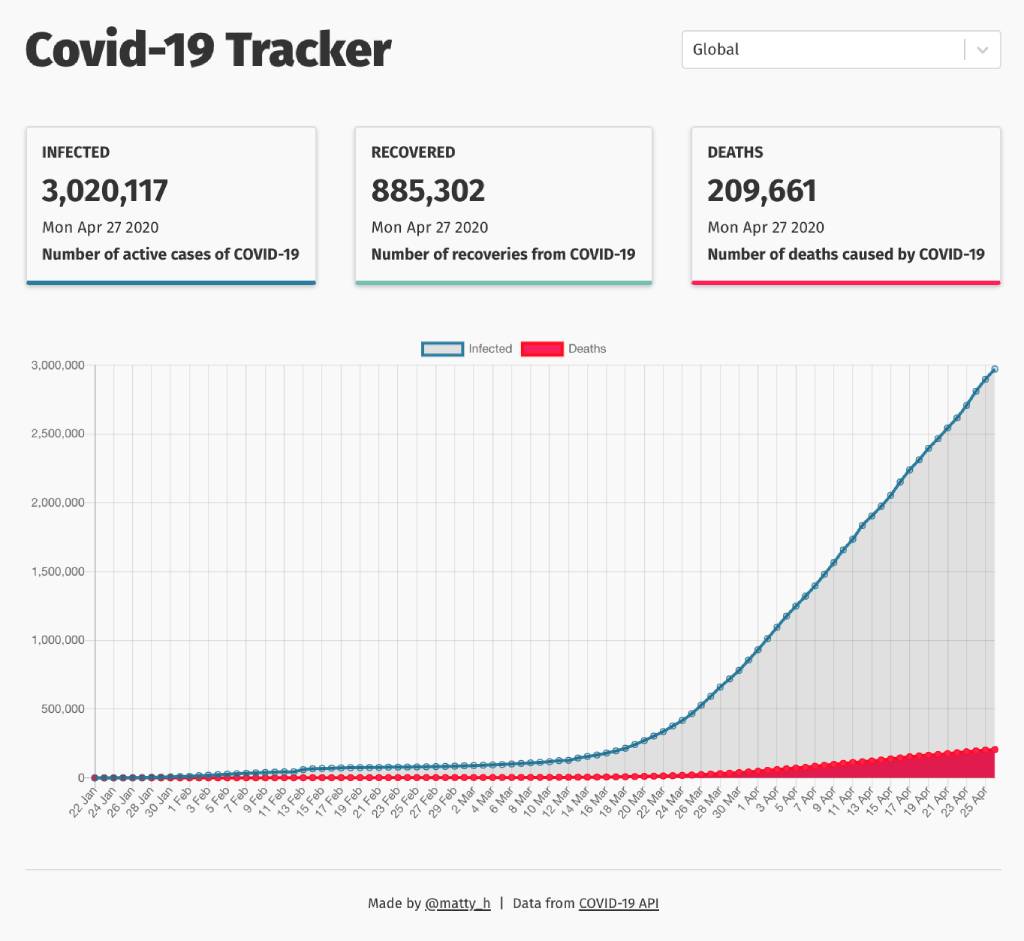 Covid-19 Tracker
Global
INFECTED
3,020,117
Mon Apr 27 2020
Number of active cases of COVID-19
RECOVERED
885,302
Mon Apr 27 2020
Number of recoveries from COVID-19
DEATHS
209,661
Mon Apr 27 2020
Number of deaths caused by COVID-19
Infected
Deaths
3,000,000
2,500,000
2,000,000
1,500,000
1,000,000
500,000
0
22 Jan
24 Jan
26 Jan
28 Jan
30 Jan
1 Feb
3 Feb
5 Feb
7 Feb
9 Feb
11 Feb
13 Feb
15 Feb
17 Feb
19 Feb
21 Feb
23 Feb
25 Feb
27 Feb
29 Feb
2 Mar
4 Mar
6 Mar
8 Mar
10 Mar
12 Mar
14 Mar
16 Mar
18 Mar
20 Mar
22 Mar
24 Mar
26 Mar
28 Mar
30 Mar
1 Apr
3 Apr
5 Apr
7 Apr
9 Apr
11 Apr
13 Apr
15 Apr
17 Apr
19 Apr
21 Apr
23 Apr
25 Apr
Made by @matty_h | Data from COVID-19 API